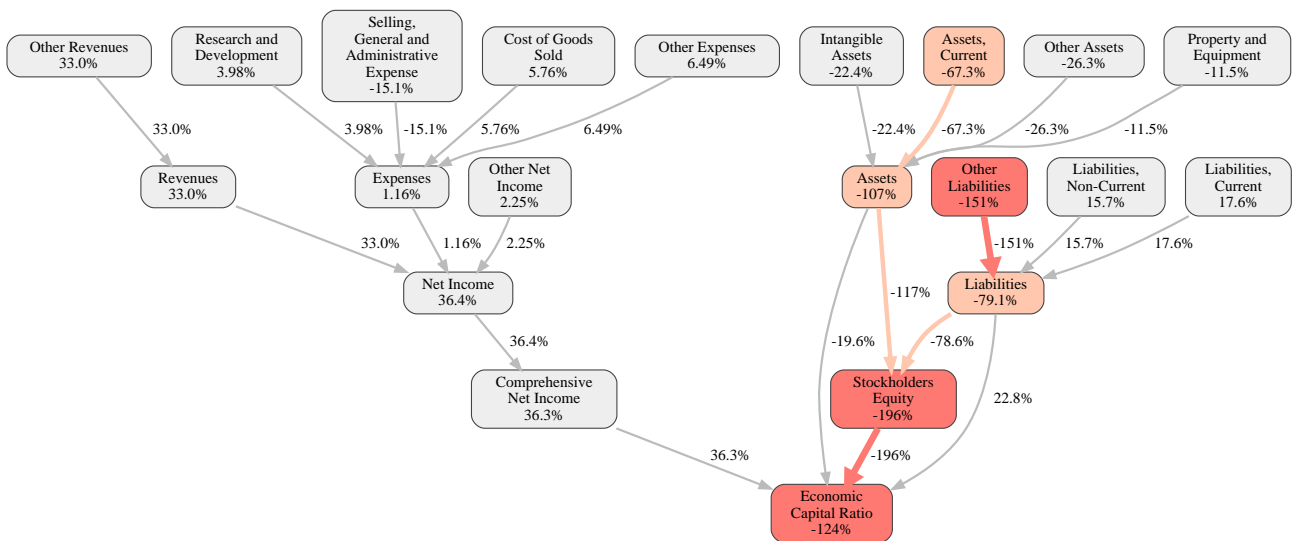 Other Revenues
33.0%
Research and
Development
3.98%
Selling,
General and
Administrative
Expense
-15.1%
Cost of Goods
Sold
5.76%
Other Expenses
6.49%
Intangible
Assets
-22.4%
Assets,
Current
-67.3%
Other Assets
-26.3%
Property and
Equipment
-11.5%
33.0%
3.98%
-15.1%
5.76%
6.49%
-22.4%
-67.3%
-26.3%
-11.5%
Revenues
33.0%
Expenses
1.16%
Other Net
Income
2.25%
Assets
-107%
Other
Liabilities
-151%
Liabilities,
Non-Current
15.7%
Liabilities,
Current
17.6%
33.0%
1.16%
2.25%
-151%
15.7%
17.6%
Net Income
36.4%
-117%
Liabilities
-79.1%
36.4%
-19.6%
-78.6%
Comprehensive
Net Income
36.3%
Stockholders
Equity
-196%
22.8%
36.3%
-196%
Economic
Capital Ratio
-124%